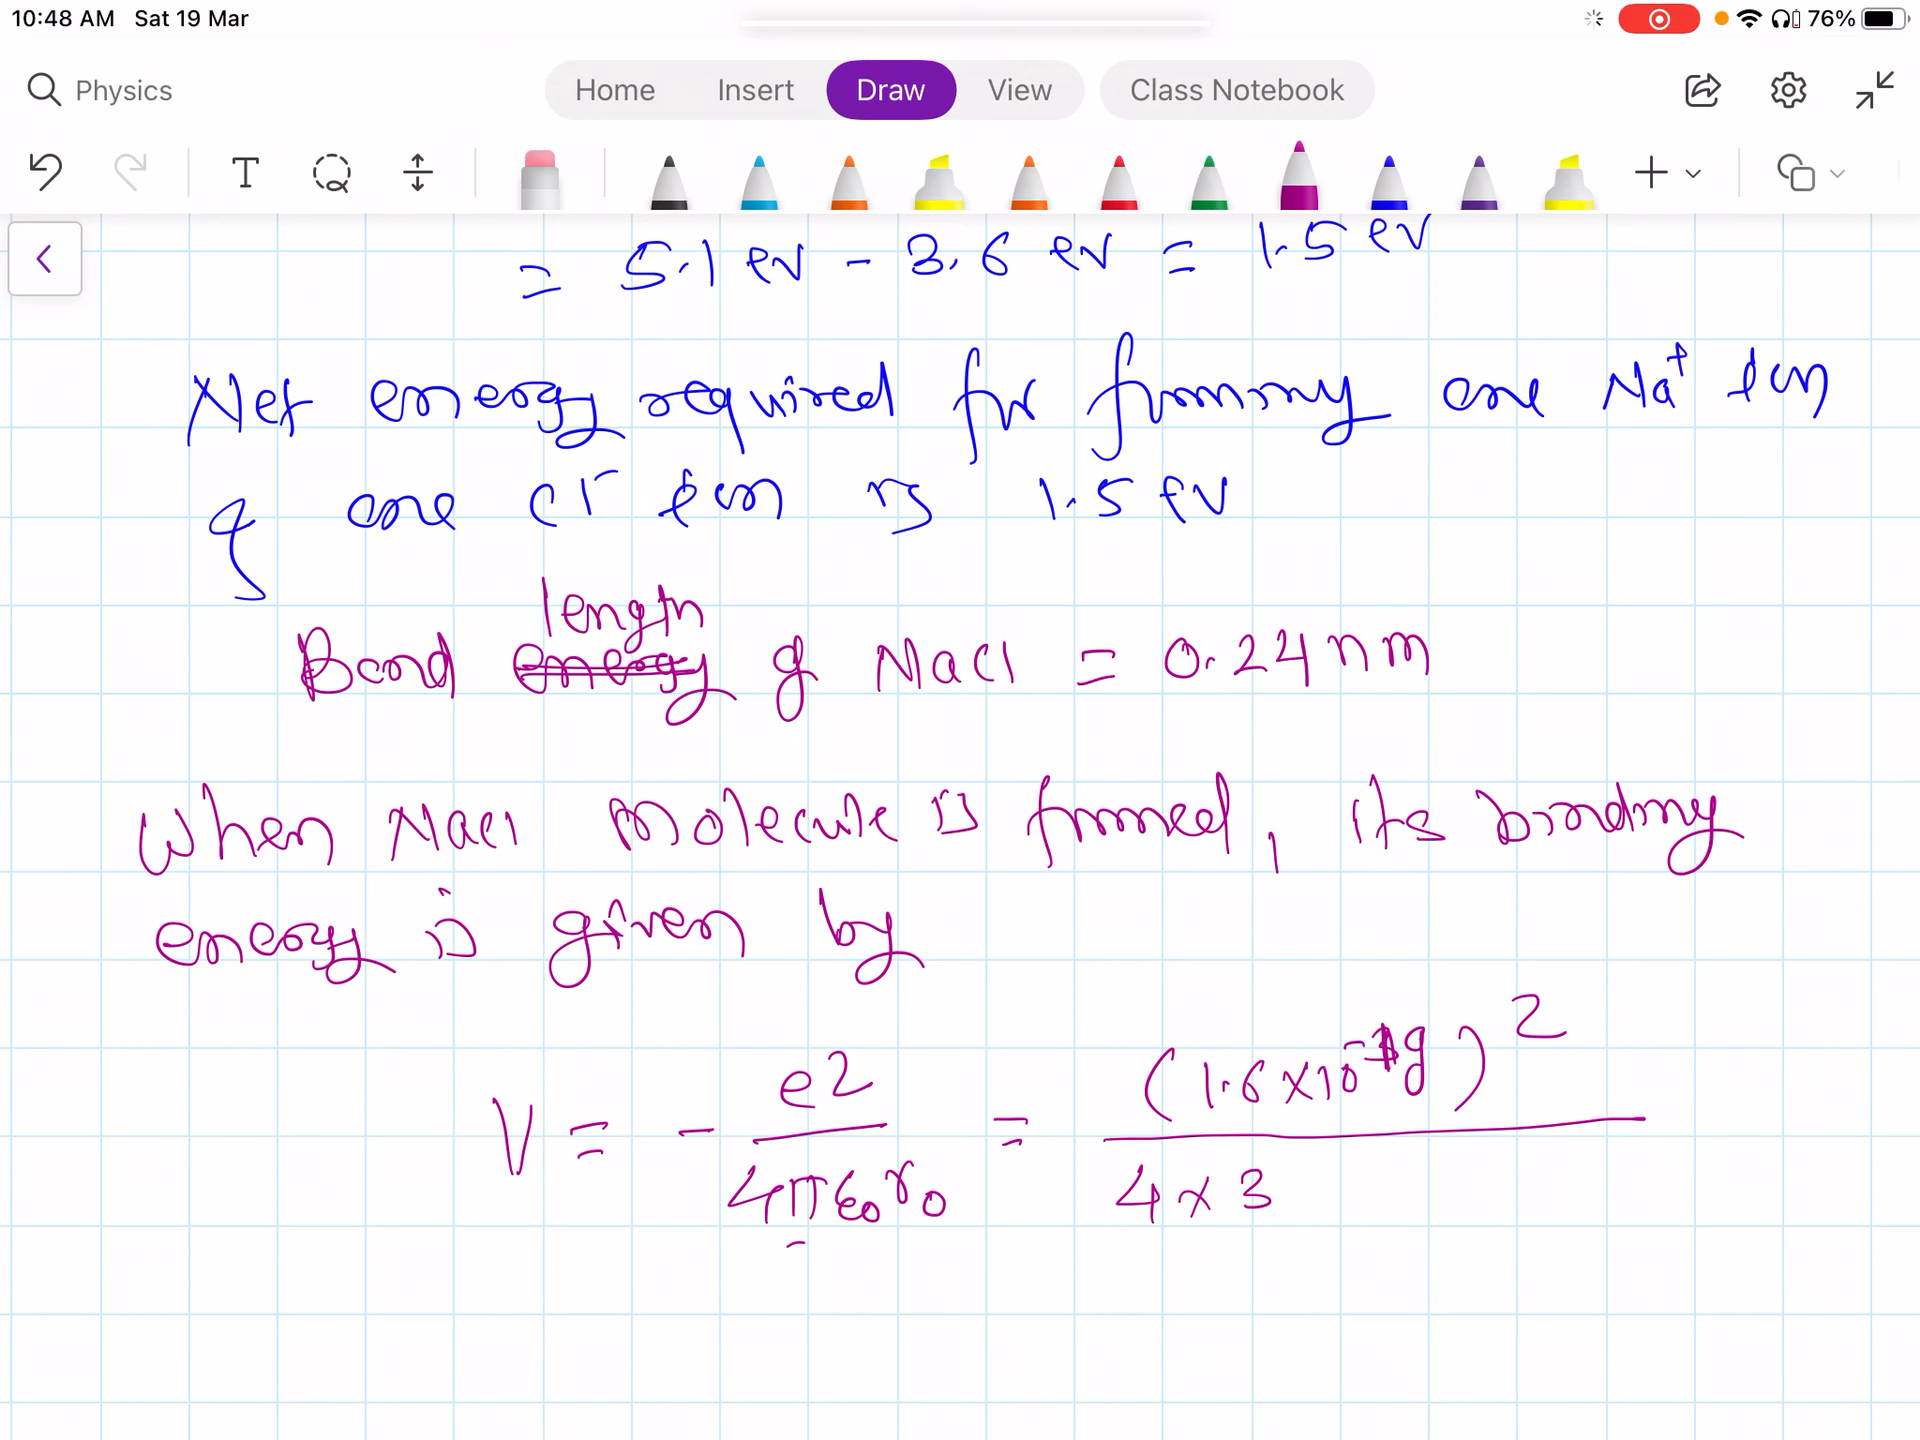 10:48 AM Sat 19 Mar 76%
Physics Home Insert Draw View Class Notebook
T
= 5.1 eV - 3.6 eV = 1.5 eV
Net energy required for forming one Na⁺ ion
& one Cl⁻ ion is 1.5 eV
length
Bond energy of NaCl = 0.24 nm
When NaCl molecule is formed, its binding
energy is given by
V = - e2 / 4π€₀r₀ = (1.6×10⁻¹⁹)² / 4 × 3